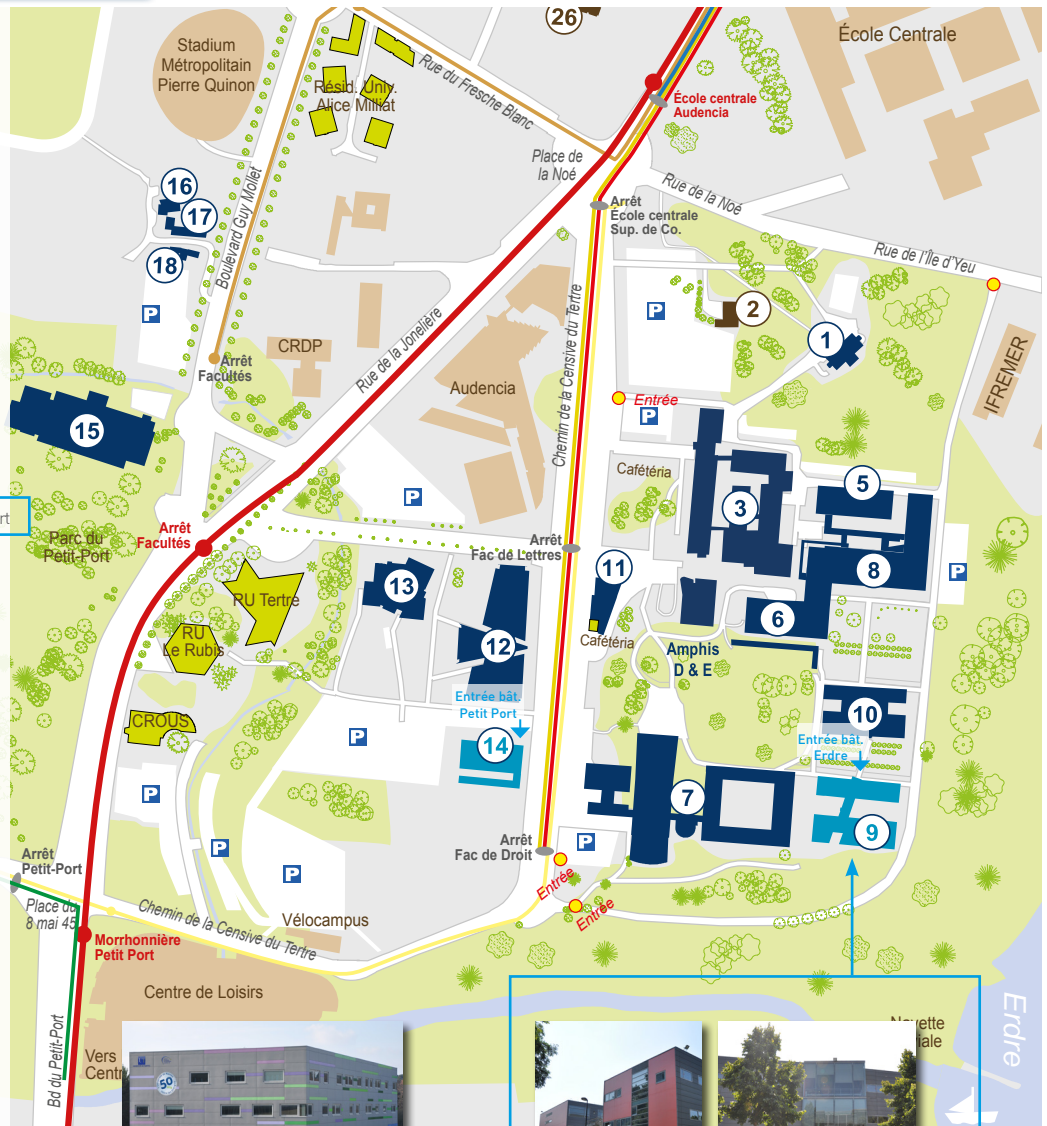 26
École Centrale
Stadium
Métropolitain
Pierre Quinon
Résid. Univ.
Alice Milliat
Rue du Fresche Blanc
École centrale
Audencia
Place de
la Noé
Rue de la Noé
16
17
18
Boulevard Guy Mollet
Arrêt
École centrale
Sup. de Co.
Rue de l'Île d'Yeu
P
P
2
1
CRDP
Arrêt
Facultés
Rue de la Jonelière
Audencia
Chemin de la Censive du Tertre
IFREMER
Entrée
P
15
Cafétéria
3
5
P
Parc du
Petit-Port
Arrêt
Facultés
Arrêt
Fac de Lettres
11
8
P
RU Tertre
13
RU
Le Rubis
12
6
Cafétéria
Amphis
D & E
Entrée bât.
Petit Port
CROUS
14
10
Entrée bât.
Erdre
P
P
7
9
P
P
P
Arrêt
Fac de Droit
Arrêt
Petit-Port
Entrée
Entrée
Place du
8 mai 45
Chemin de la Censive du Tertre
Vélocampus
Morrhonnière
Petit Port
Centre de Loisirs
Erdre
Bd du Petit-Port
Vers
50